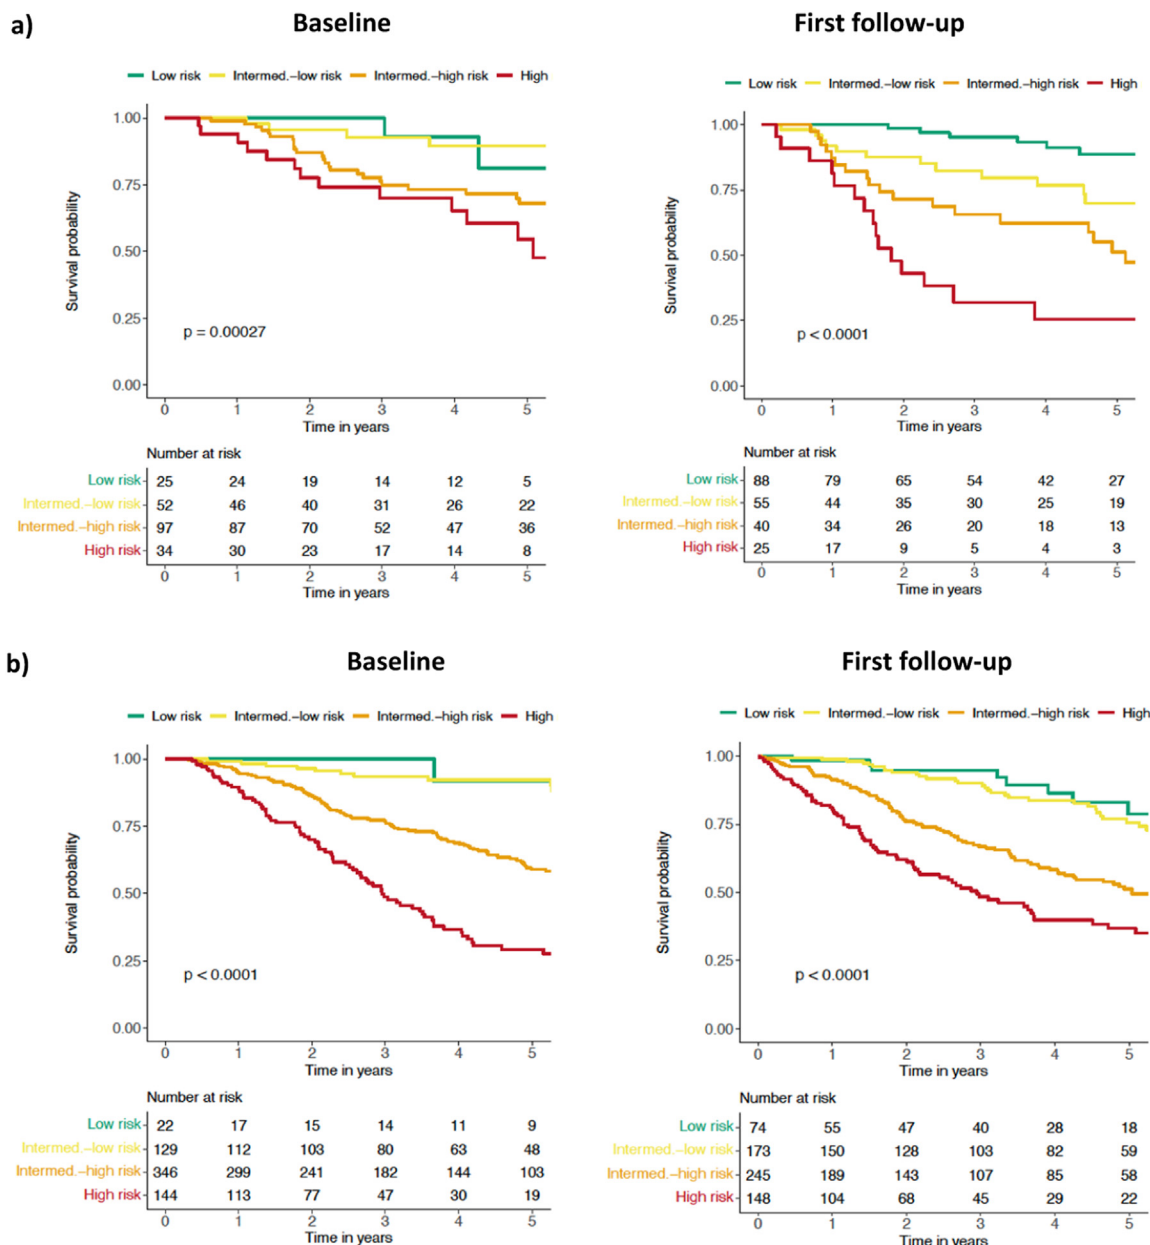 a)
Baseline
Low risk Intermed.-low risk Intermed.-high risk High
Survival probability
1.00
0.75
0.50
0.25
0.00
p = 0.00027
0 1 2 3 4 5
Time in years
Number at risk
Low risk 25 24 19 14 12 5
Intermed.-low risk 52 46 40 31 26 22
Intermed.-high risk 97 87 70 52 47 36
High risk 34 30 23 17 14 8
0 1 2 3 4 5
Time in years
First follow-up
Low risk Intermed.-low risk Intermed.-high risk High
Survival probability
1.00
0.75
0.50
0.25
0.00
p < 0.0001
0 1 2 3 4 5
Time in years
Number at risk
Low risk 88 79 65 54 42 27
Intermed.-low risk 55 44 35 30 25 19
Intermed.-high risk 40 34 26 20 18 13
High risk 25 17 9 5 4 3
0 1 2 3 4 5
Time in years
b)
Baseline
Low risk Intermed.-low risk Intermed.-high risk High
Survival probability
1.00
0.75
0.50
0.25
0.00
p < 0.0001
0 1 2 3 4 5
Time in years
Number at risk
Low risk 22 17 15 14 11 9
Intermed.-low risk 129 112 103 80 63 48
Intermed.-high risk 346 299 241 182 144 103
High risk 144 113 77 47 30 19
0 1 2 3 4 5
Time in years
First follow-up
Low risk Intermed.-low risk Intermed.-high risk High
Survival probability
1.00
0.75
0.50
0.25
0.00
p < 0.0001
0 1 2 3 4 5
Time in years
Number at risk
Low risk 74 55 47 40 28 18
Intermed.-low risk 173 150 128 103 82 59
Intermed.-high risk 245 189 143 107 85 58
High risk 148 104 68 45 29 22
0 1 2 3 4 5
Time in years